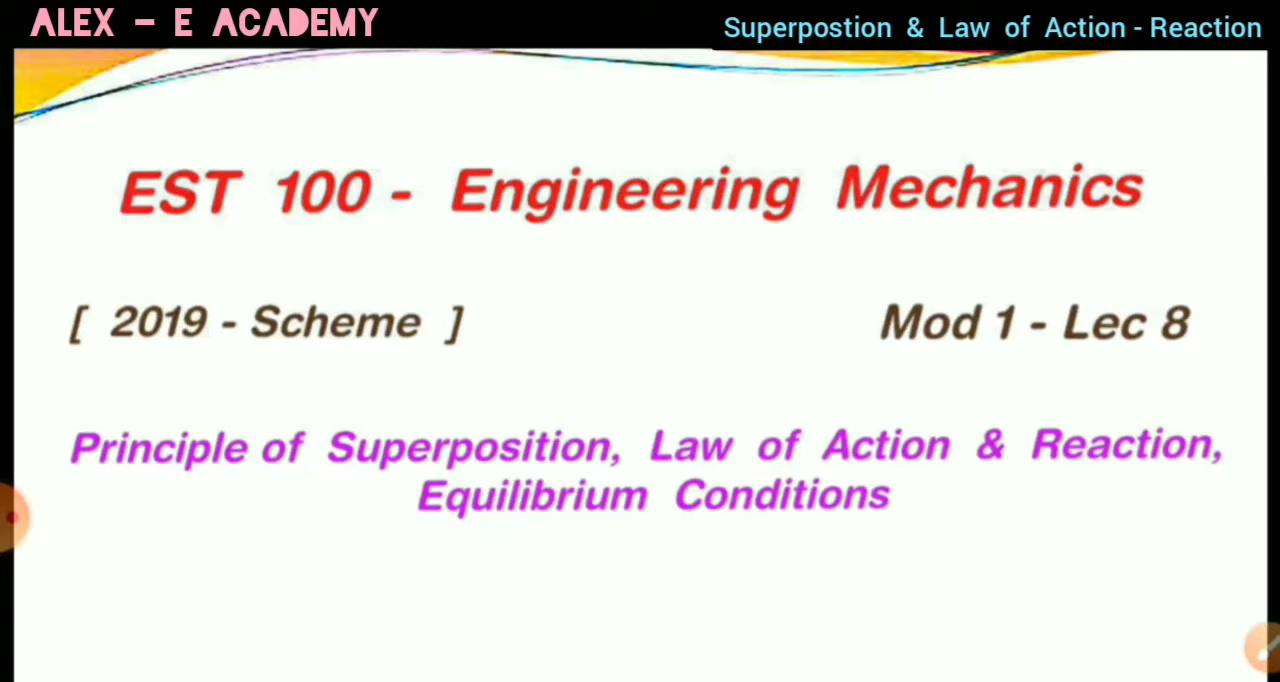 ALEX - E ACADEMY
Superpostion & Law of Action - Reaction
EST 100 - Engineering Mechanics
[ 2019 - Scheme ]
Mod 1 - Lec 8
Principle of Superposition, Law of Action & Reaction,
Equilibrium Conditions